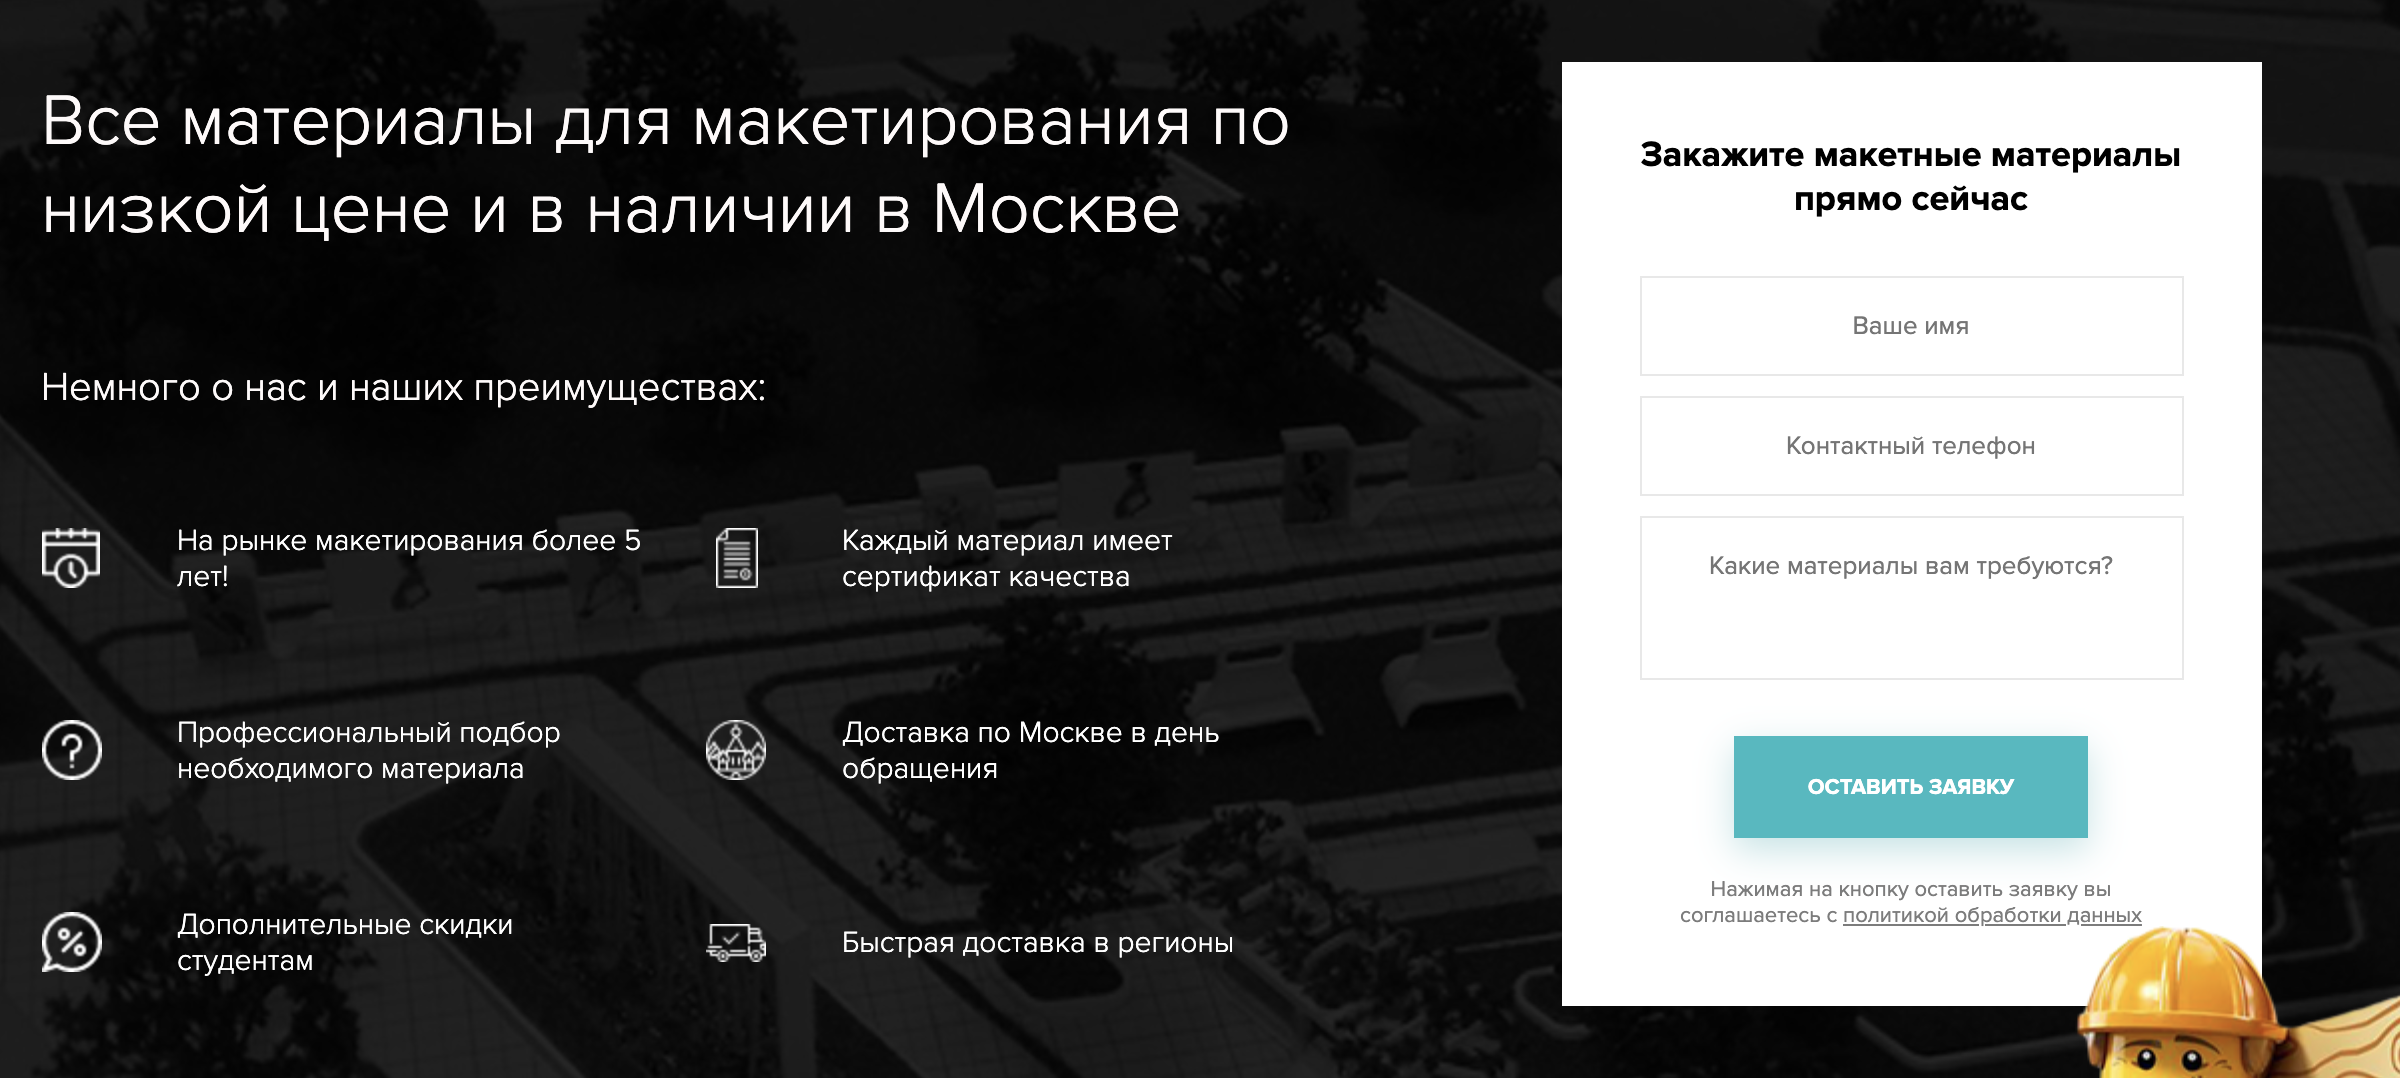 Все материалы для макетирования по
низкой цене и в наличии в Москве
Немного о нас и наших преимуществах:
На рынке макетирования более 5
лет!
Каждый материал имеет
сертификат качества
Профессиональный подбор
необходимого материала
Доставка по Москве в день
обращения
Дополнительные скидки
студентам
Быстрая доставка в регионы
Закажите макетные материалы
прямо сейчас
Ваше имя
Контактный телефон
Какие материалы вам требуются?
ОСТАВИТЬ ЗАЯВКУ
Нажимая на кнопку оставить заявку вы
соглашаетесь с политикой обработки данных